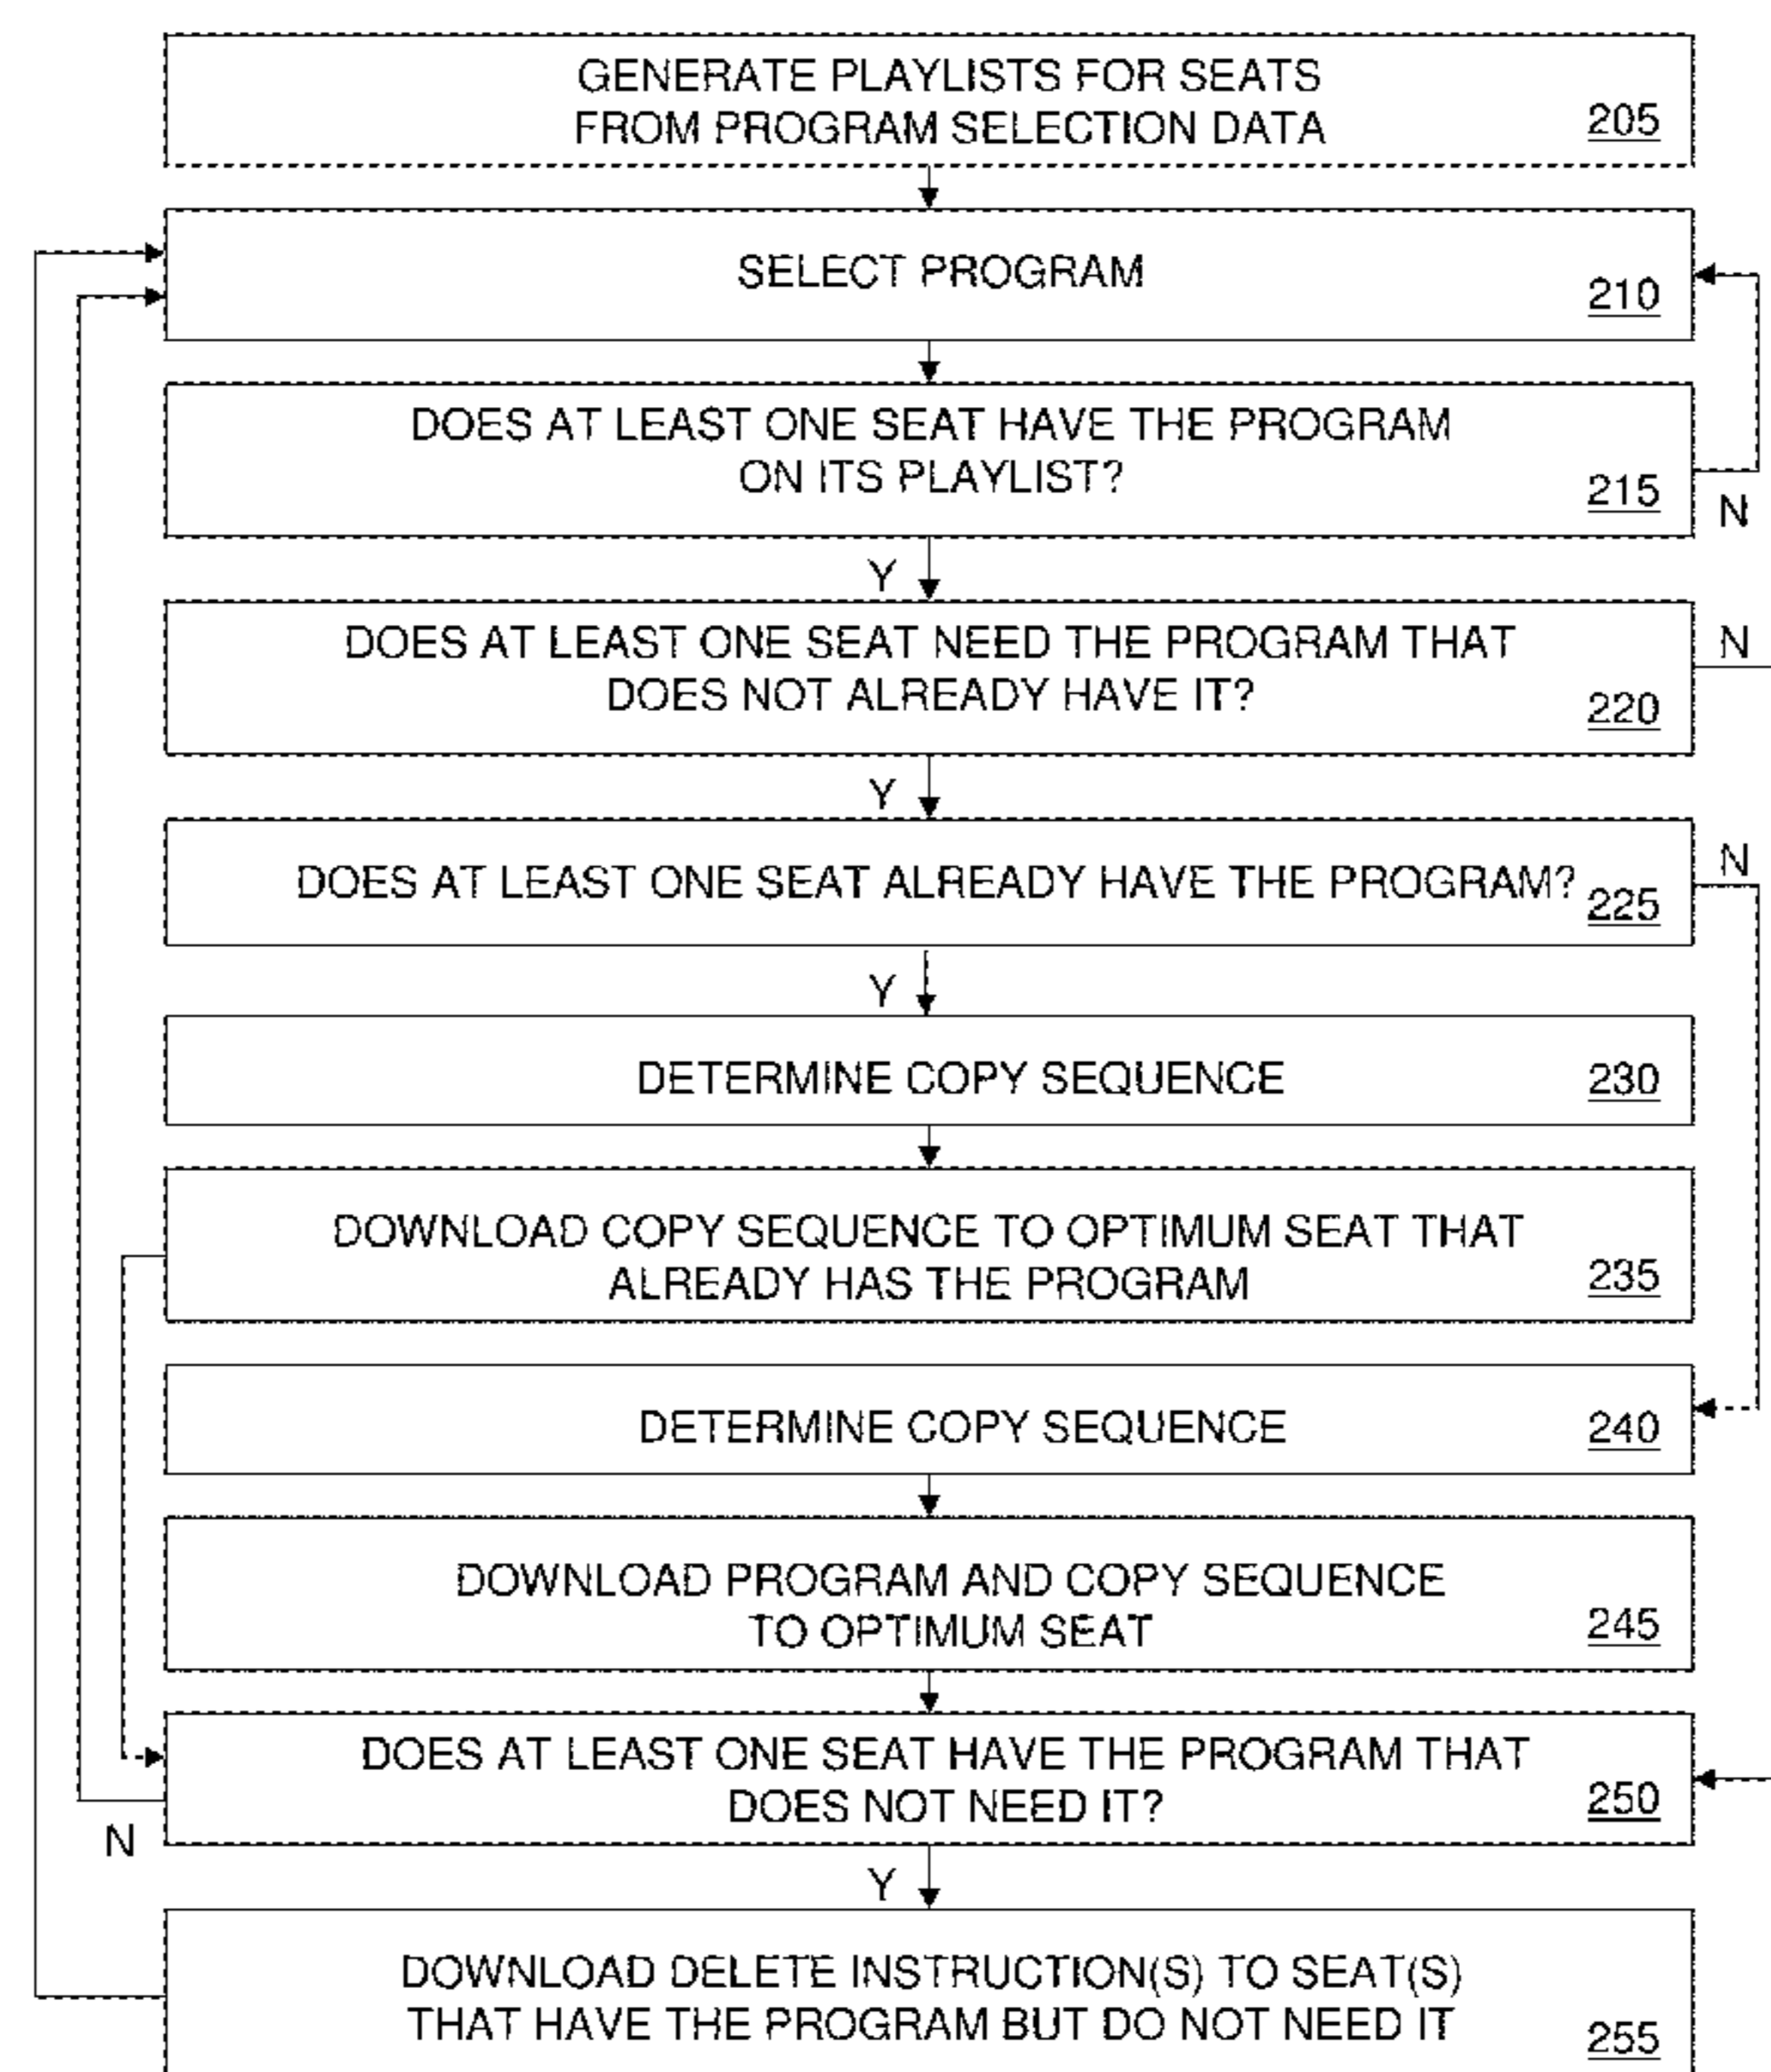 GENERATE PLAYLISTS FOR SEATS
FROM PROGRAM SELECTION DATA
205
SELECT PROGRAM
210
DOES AT LEAST ONE SEAT HAVE THE PROGRAM
ON ITS PLAYLIST?
215
N
Y
DOES AT LEAST ONE SEAT NEED THE PROGRAM THAT
DOES NOT ALREADY HAVE IT?
220
N
Y
DOES AT LEAST ONE SEAT ALREADY HAVE THE PROGRAM?
225
N
Y
DETERMINE COPY SEQUENCE
230
DOWNLOAD COPY SEQUENCE TO OPTIMUM SEAT THAT
ALREADY HAS THE PROGRAM
235
DETERMINE COPY SEQUENCE
240
DOWNLOAD PROGRAM AND COPY SEQUENCE
TO OPTIMUM SEAT
245
DOES AT LEAST ONE SEAT HAVE THE PROGRAM THAT
DOES NOT NEED IT?
250
N
Y
DOWNLOAD DELETE INSTRUCTION(S) TO SEAT(S)
THAT HAVE THE PROGRAM BUT DO NOT NEED IT
255